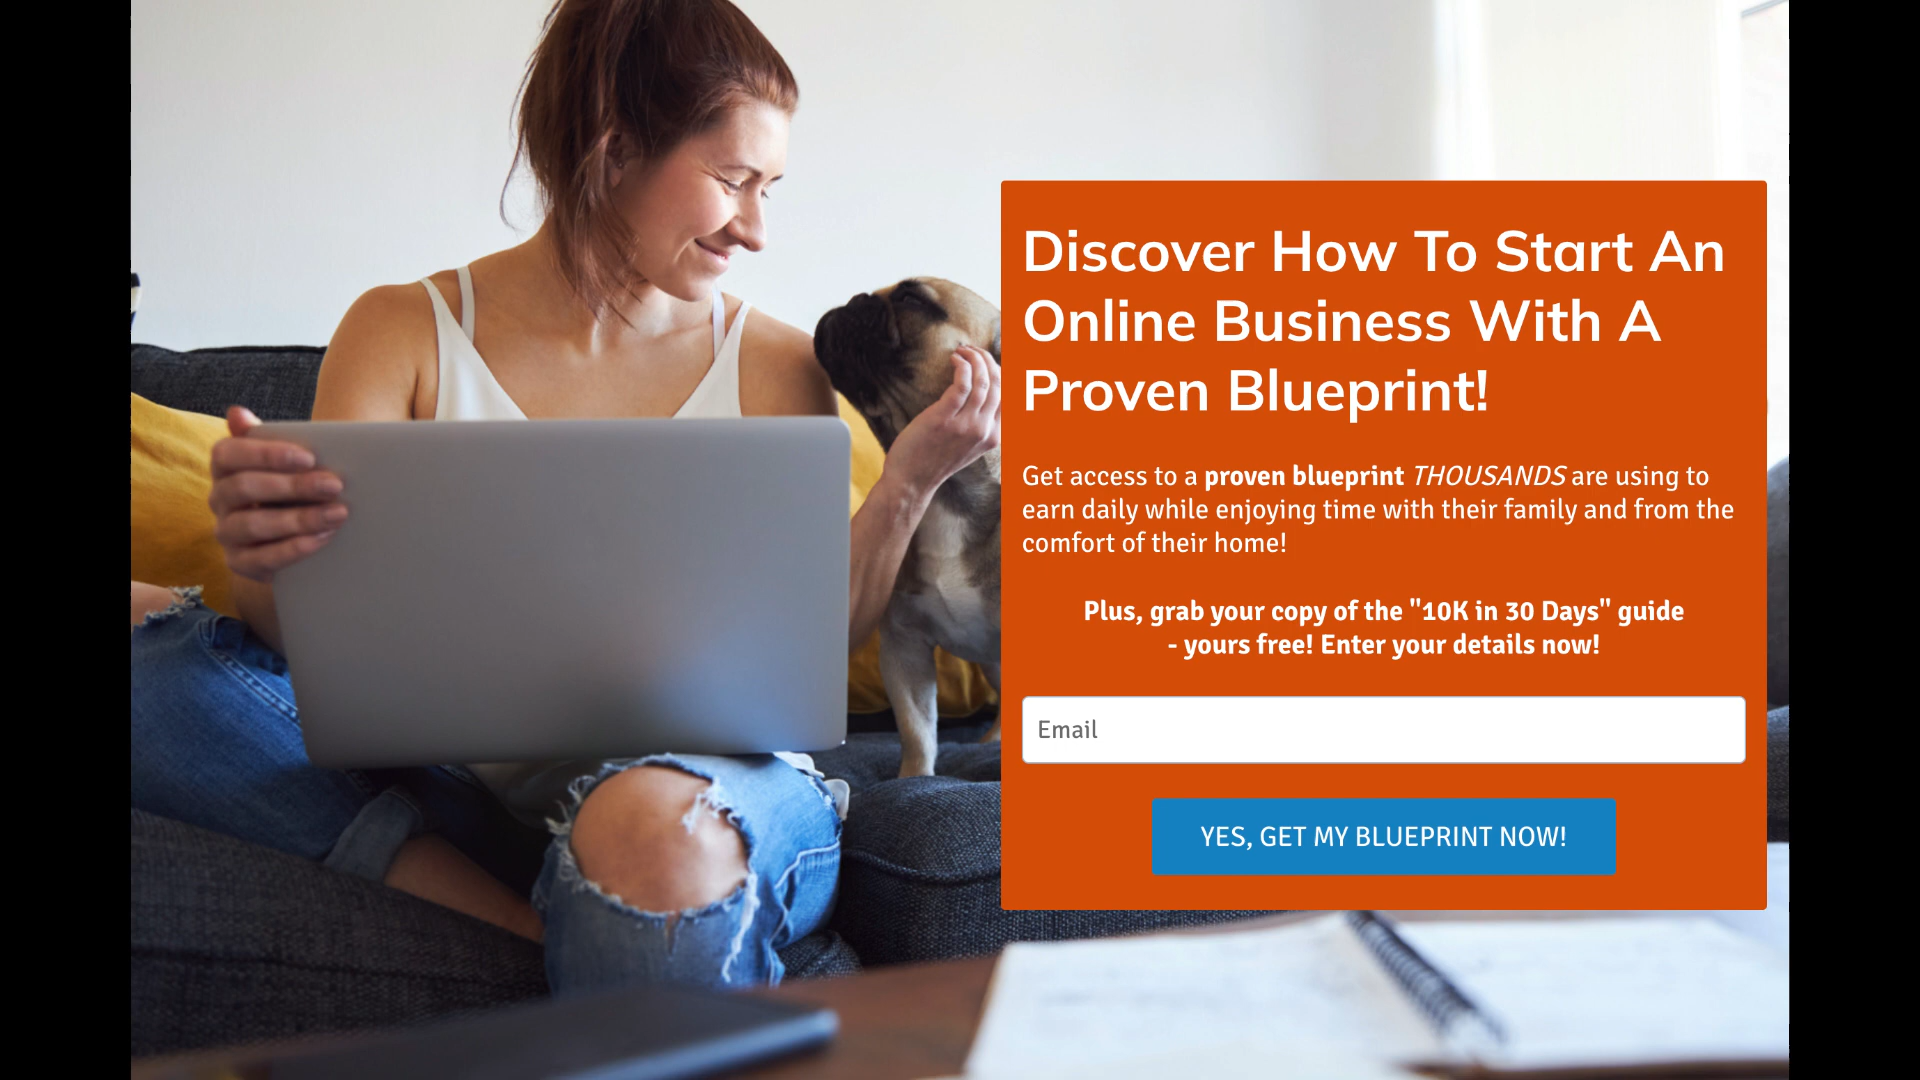 Discover How To Start An
Online Business With A
Proven Blueprint!
Get access to a proven blueprint THOUSANDS are using to
earn daily while enjoying time with their family and from the
comfort of their home!
Plus, grab your copy of the "10K in 30 Days" guide
- yours free! Enter your details now!
Email
YES, GET MY BLUEPRINT NOW!